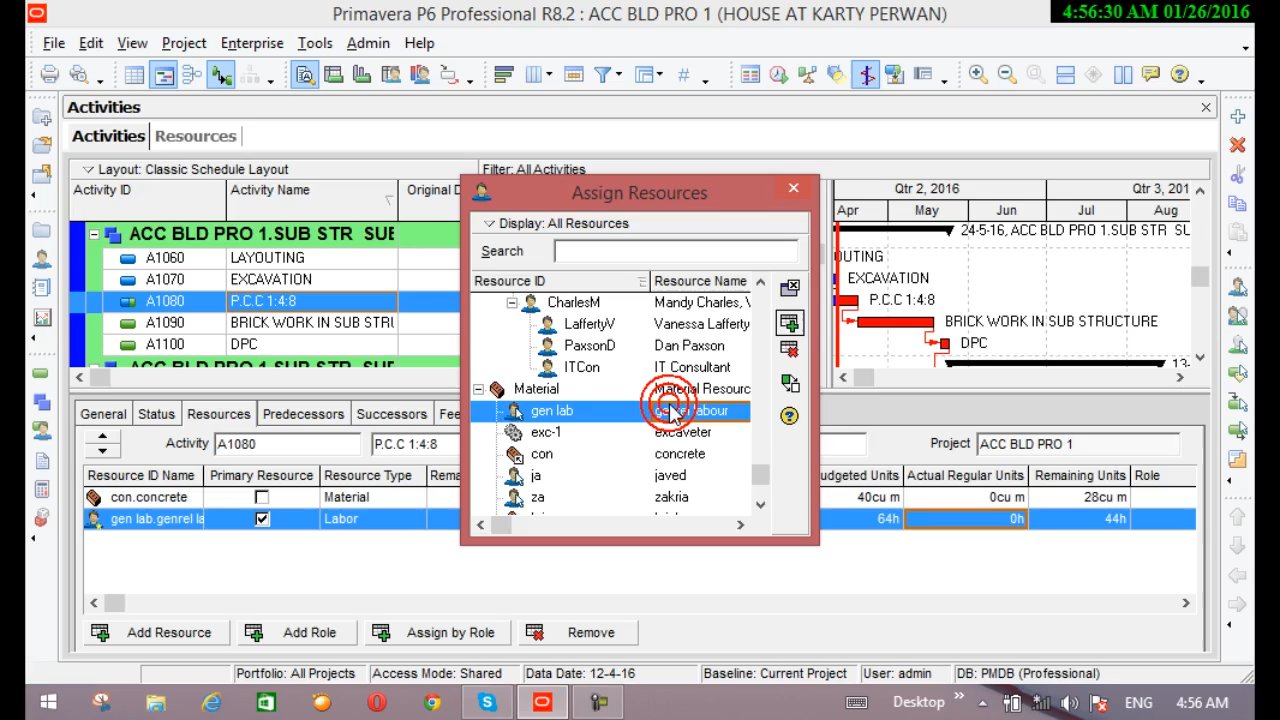 Primavera P6 Professional R8.2 : ACC BLD PRO 1 (HOUSE AT KARTY PERWAN)
4:56:30 AM 01/26/2016
File Edit View Project Enterprise Tools Admin Help
Activities
Activities Resources
Layout: Classic Schedule Layout
Filter: All Activities
Activity ID Activity Name Original D
Qtr 2, 2016 Qtr 3, 201
Apr May Jun Jul Aug
ACC BLD PRO 1.SUB STR SUB
24-5-16, ACC BLD PRO 1.SUB STR S
A1060 LAYOUTING
OUTING
A1070 EXCAVATION
EXCAVATION
A1080 P.C.C 1:4:8
P.C.C 1:4:8
A1090 BRICK WORK IN SUB STRU
BRICK WORK IN SUB STRUCTURE
A1100 DPC
DPC
13-
Assign Resources
Display: All Resources
Search
Resource ID Resource Name
CharlesM Mandy Charles, V
LaffertyV Vanessa Lafferty
PaxsonD Dan Paxson
ITCon IT Consultant
Material Material Resourc
gen lab
exc-1 excaveter
con concrete
ja javed
za zakria
General Status Resources Predecessors Successors Fee
Activity A1080 P.C.C 1:4:8 Project ACC BLD PRO 1
Resource ID Name Primary Resource Resource Type Rema udgeted Units Actual Regular Units Remaining Units Role
con.concrete Material 40cu m 0cu m 28cu m
gen lab.genrel la Labor 64h 0h 44h
Add Resource Add Role Assign by Role Remove
Portfolio: All Projects Access Mode: Shared Data Date: 12-4-16 Baseline: Current Project User: admin DB: PMDB (Professional)
Desktop » ENG 4:56 AM